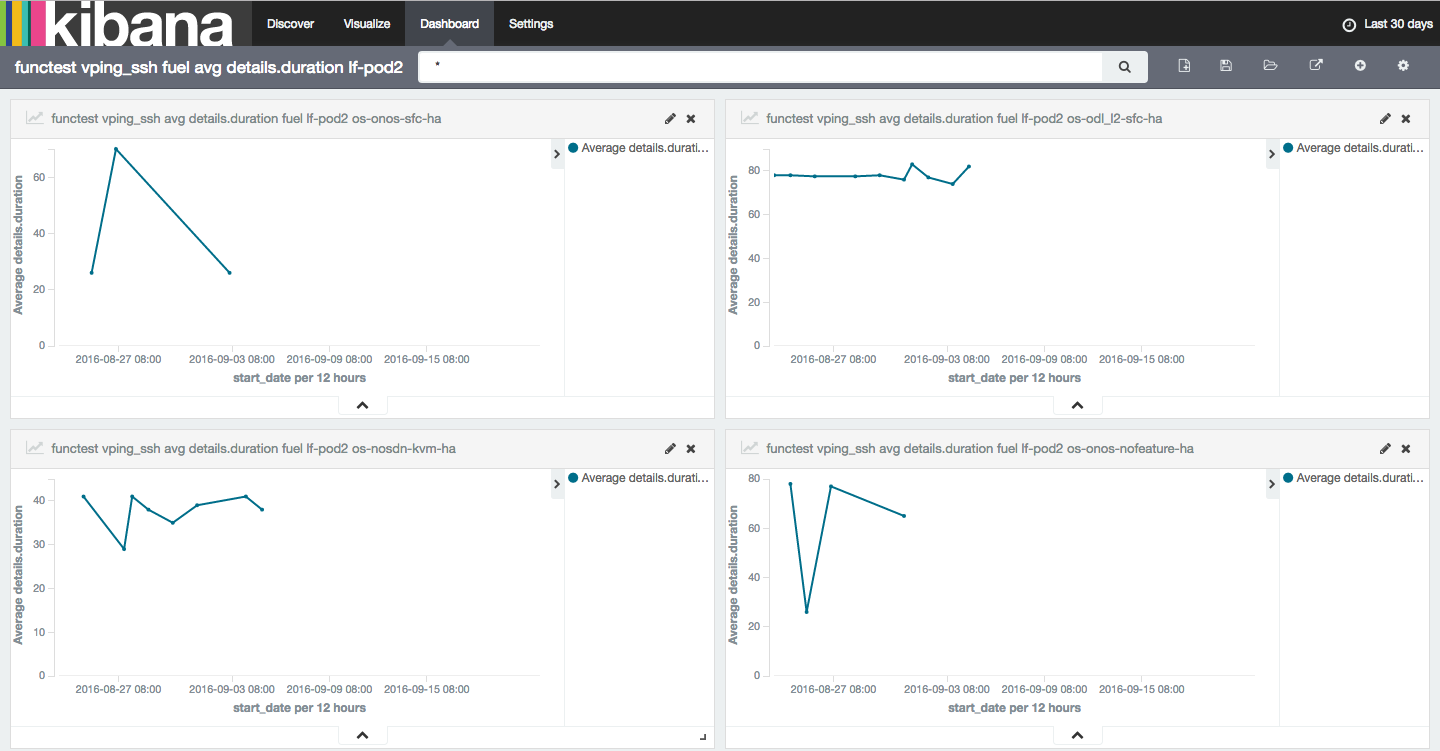 kibana Discover Visualize Dashboard Settings Last 30 days
functest vping_ssh fuel avg details.duration lf-pod2 *
functest vping_ssh avg details.duration fuel lf-pod2 os-onos-sfc-ha
Average details.durati...
60
40
20
0
Average details.duration
2016-08-27 08:00 2016-09-03 08:00 2016-09-09 08:00 2016-09-15 08:00
start_date per 12 hours
functest vping_ssh avg details.duration fuel lf-pod2 os-odl_l2-sfc-ha
Average details.durati...
80
60
40
20
0
Average details.duration
2016-08-27 08:00 2016-09-03 08:00 2016-09-09 08:00 2016-09-15 08:00
start_date per 12 hours
functest vping_ssh avg details.duration fuel lf-pod2 os-nosdn-kvm-ha
Average details.durati...
40
30
20
10
0
Average details.duration
2016-08-27 08:00 2016-09-03 08:00 2016-09-09 08:00 2016-09-15 08:00
start_date per 12 hours
functest vping_ssh avg details.duration fuel lf-pod2 os-onos-nofeature-ha
Average details.durati...
80
60
40
20
0
Average details.duration
2016-08-27 08:00 2016-09-03 08:00 2016-09-09 08:00 2016-09-15 08:00
start_date per 12 hours